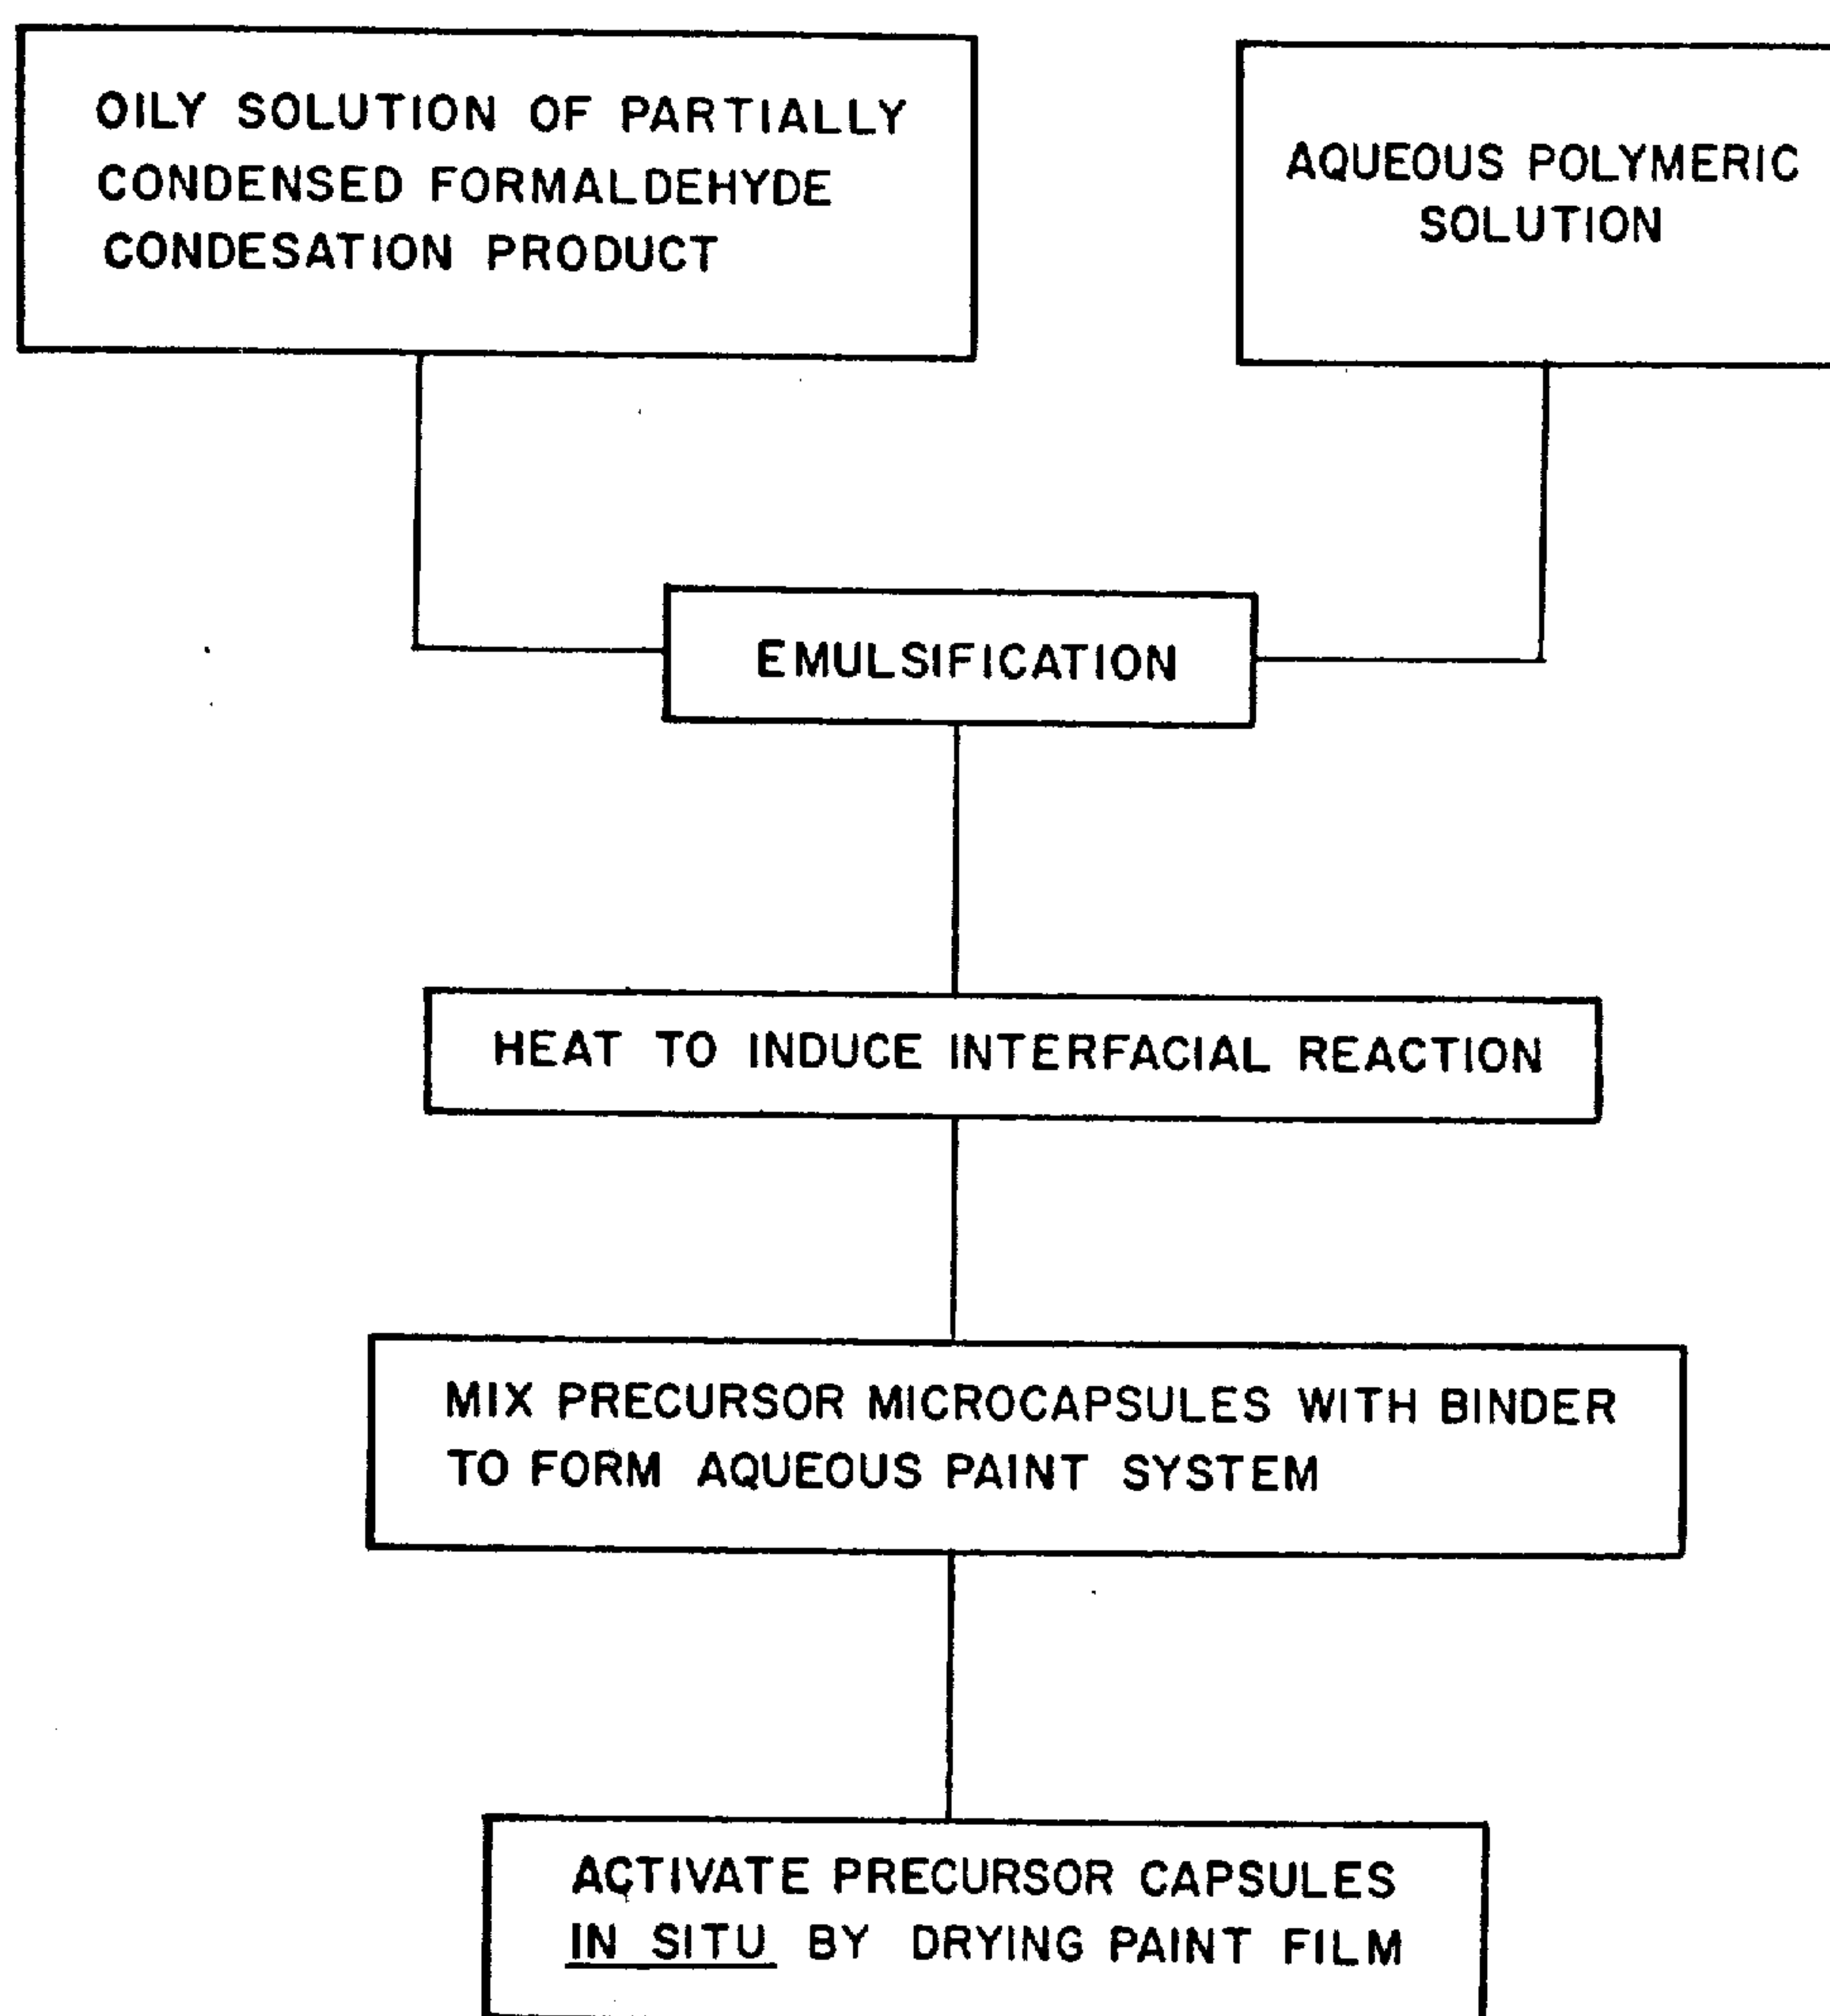 OILY SOLUTION OF PARTIALLY
CONDENSED FORMALDEHYDE
CONDESATION PRODUCT
AQUEOUS POLYMERIC
SOLUTION
EMULSIFICATION
HEAT TO INDUCE INTERFACIAL REACTION
MIX PRECURSOR MICROCAPSULES WITH BINDER
TO FORM AQUEOUS PAINT SYSTEM
ACTIVATE PRECURSOR CAPSULES
IN SITU BY DRYING PAINT FILM